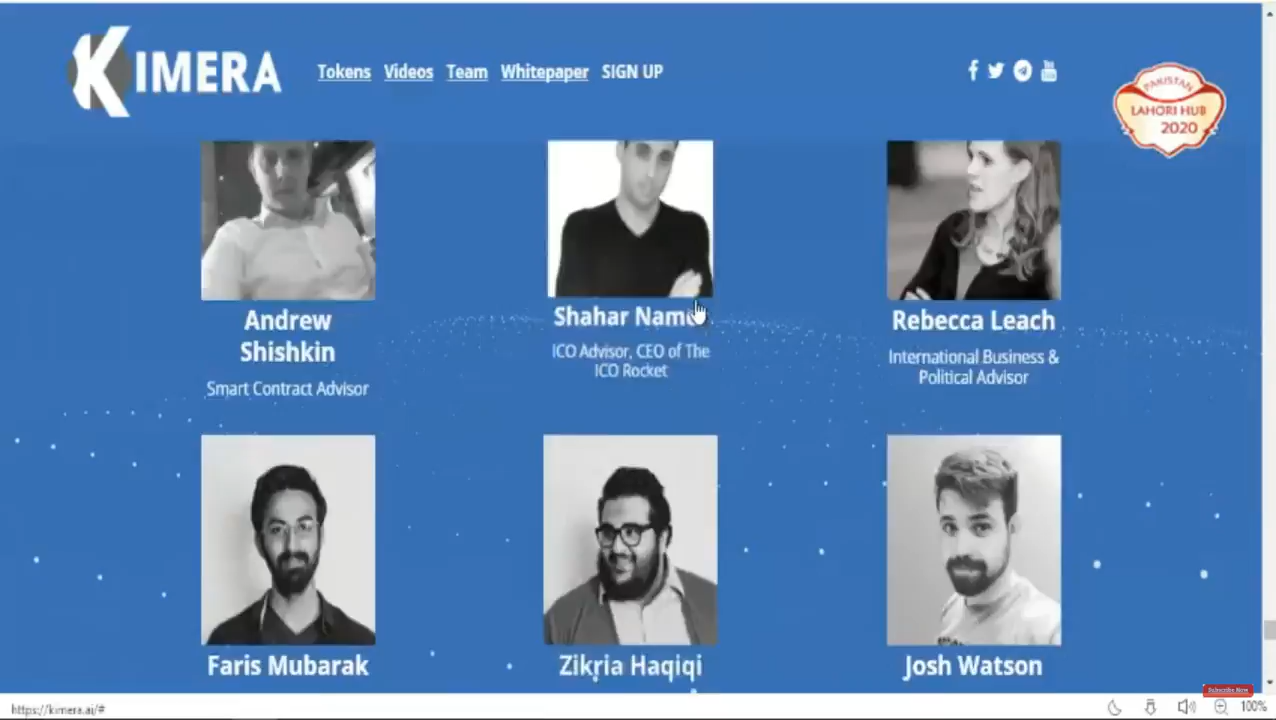 KIMERA
Tokens Videos Team Whitepaper SIGN UP
PAKISTAN
LAHORI HUB
2020
Andrew
Shishkin
Smart Contract Advisor
Shahar
ICO Advisor, CEO of The
ICO Rocket
Rebecca Leach
International Business &
Political Advisor
Faris Mubarak
Zikria Haqiqi
Josh Watson
https://kimera.ai/#
Subscribe Now
100%